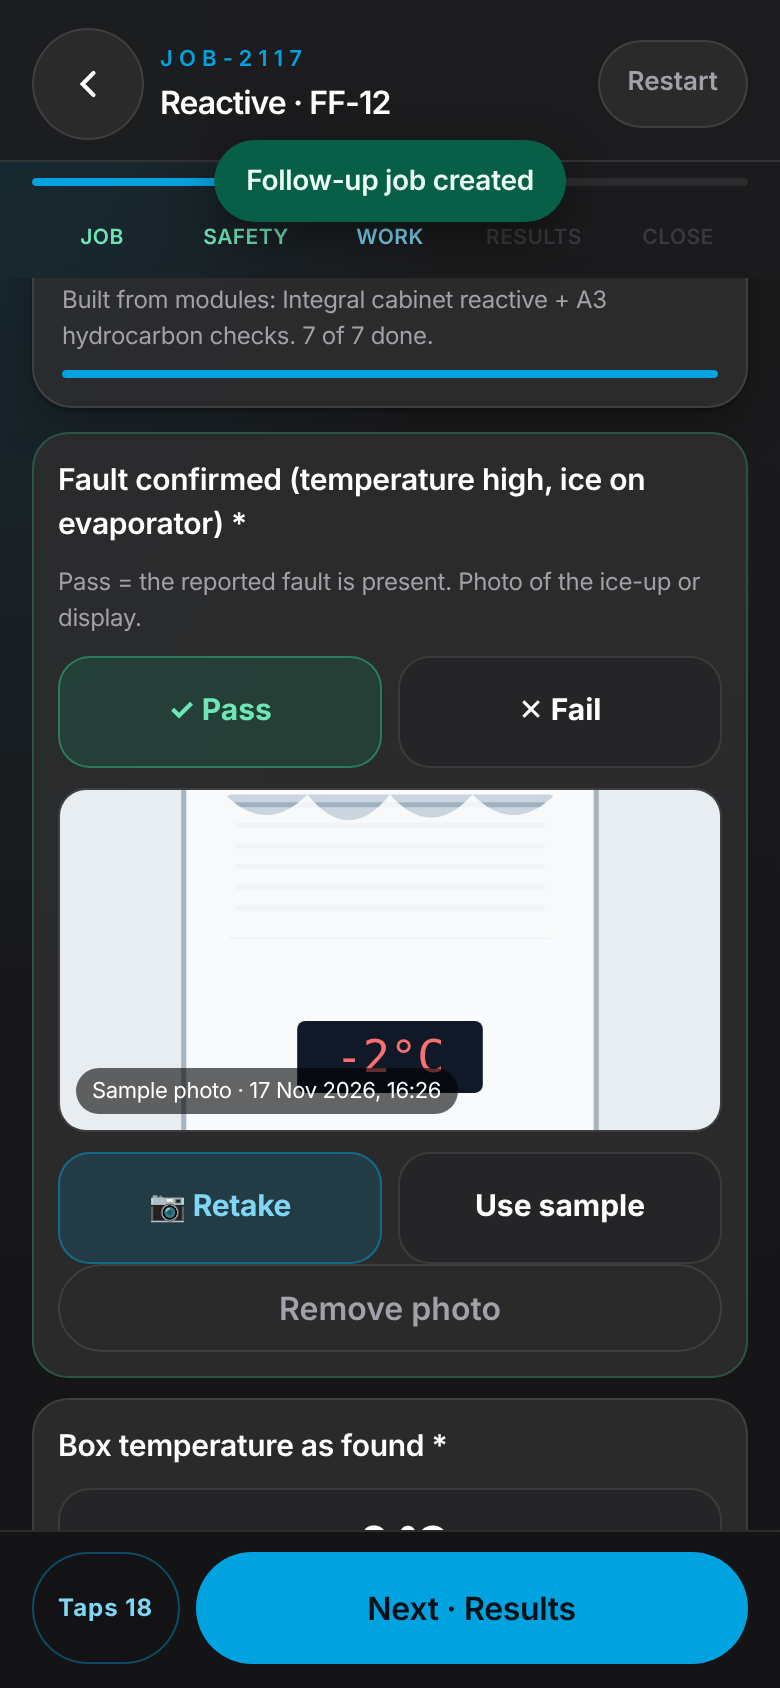 JOB-2117
Reactive · FF-12
Restart
Follow-up job created
JOB
SAFETY
WORK
RESULTS
CLOSE
Built from modules: Integral cabinet reactive + A3
hydrocarbon checks. 7 of 7 done.
Fault confirmed (temperature high, ice on
evaporator) *
Pass = the reported fault is present. Photo of the ice-up or
display.
✓ Pass
✕ Fail
-2°C
Sample photo · 17 Nov 2026, 16:26
📷 Retake
Use sample
Remove photo
Box temperature as found *
Taps 18
Next · Results